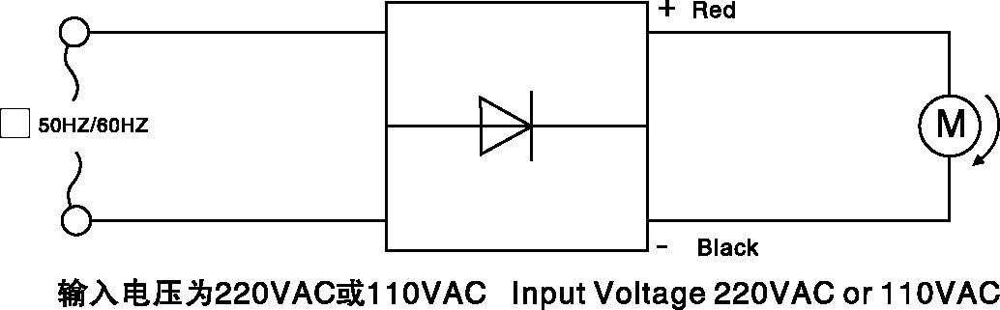 + Red
50HZ/60HZ
M
- Black
输入电压为220VAC或110VAC Input Voltage 220VAC or 110VAC